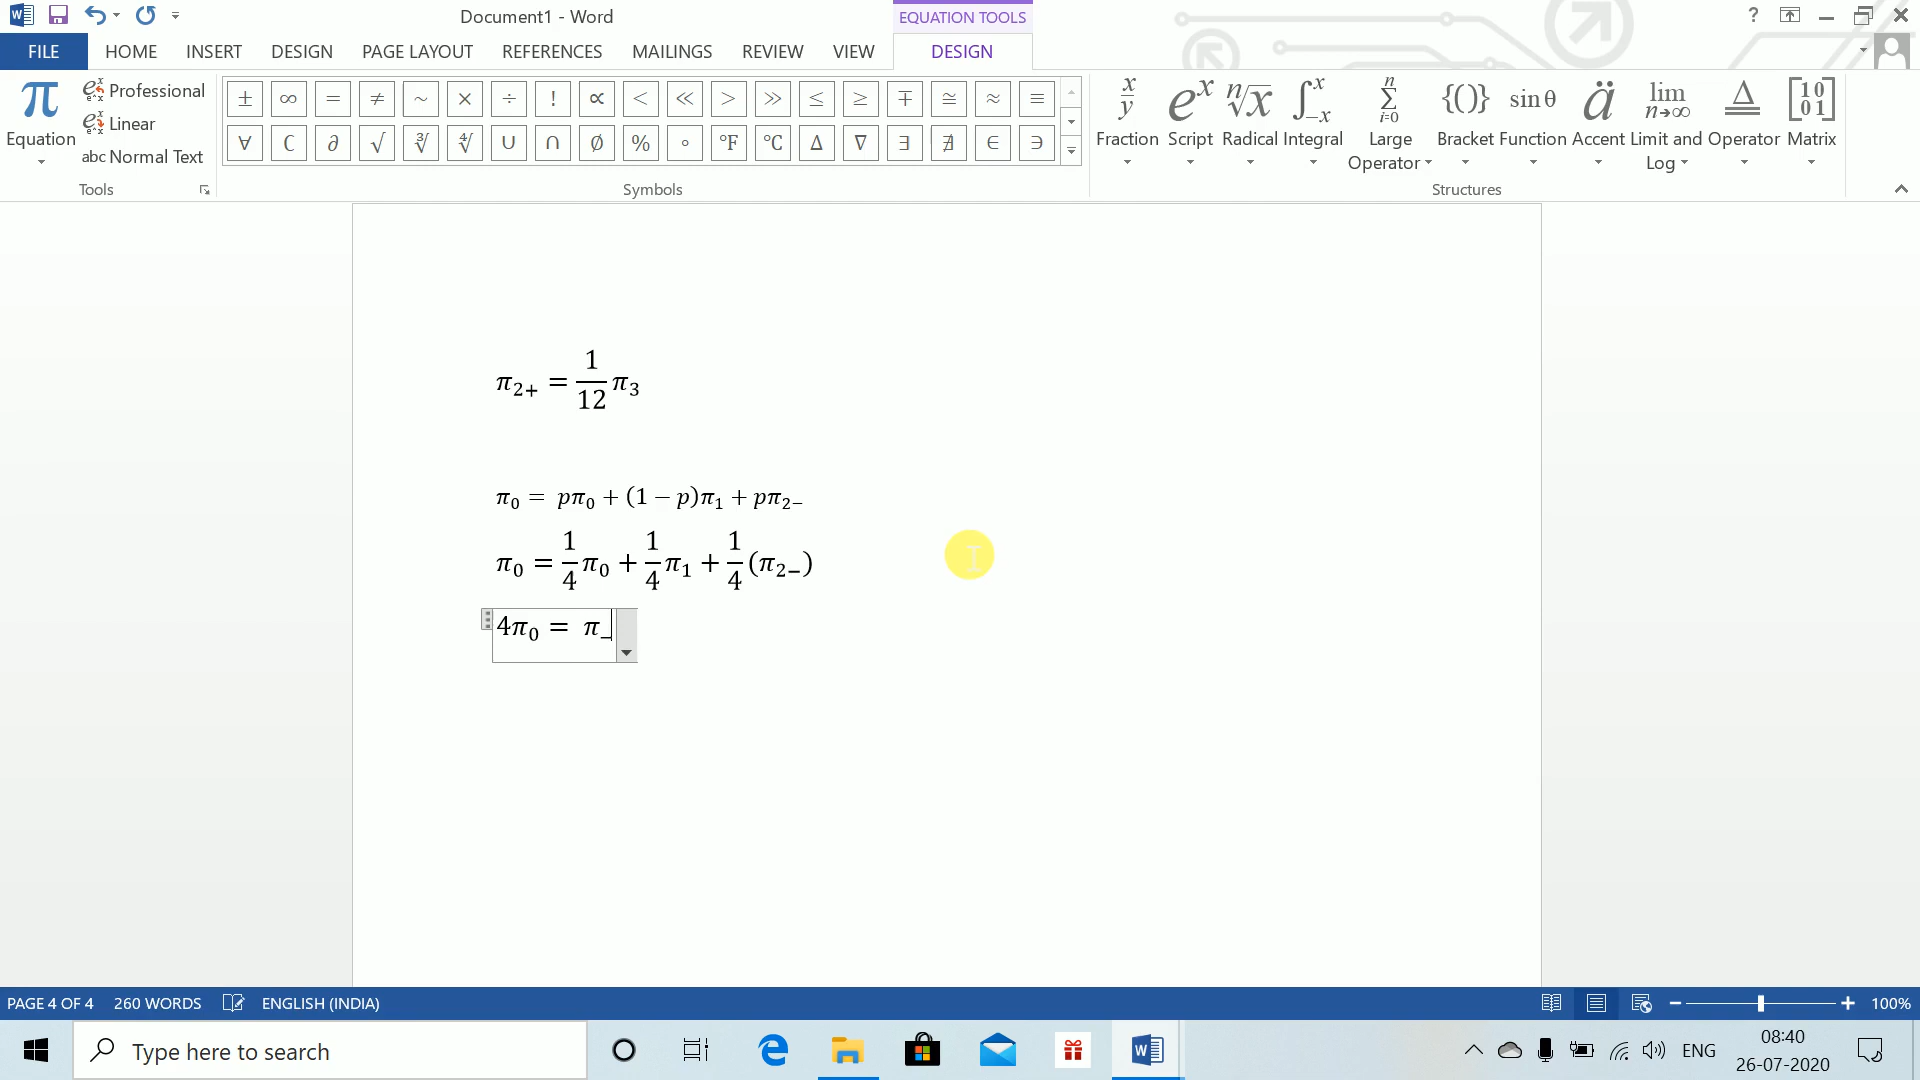 Document1 - Word
EQUATION TOOLS
?
FILE HOME INSERT DESIGN PAGE LAYOUT REFERENCES MAILINGS REVIEW VIEW DESIGN
π Equation
Professional
Linear
abc Normal Text
± ∞ = ≠ ~ × ÷ ! ∝ < ≪ > ≫ ≤ ≥ ∓ ≅ ≈ ≡
∀ ∁ ∂ √ ∛ ∜ ∪ ∩ ∅ % ° °F °C ∆ ∇ ∃ ∄ ∈ ∋
Fraction Script Radical Integral Large Operator Bracket Function Accent Limit and Log Operator Matrix
Tools Symbols Structures
π₂₊ = 1/12 π₃
π₀ = pπ₀ + (1 − p)π₁ + pπ₂₋
π₀ = 1/4 π₀ + 1/4 π₁ + 1/4 (π₂₋)
4π₀ = π_
PAGE 4 OF 4 260 WORDS ENGLISH (INDIA) 100%
Type here to search
ENG
08:40
26-07-2020